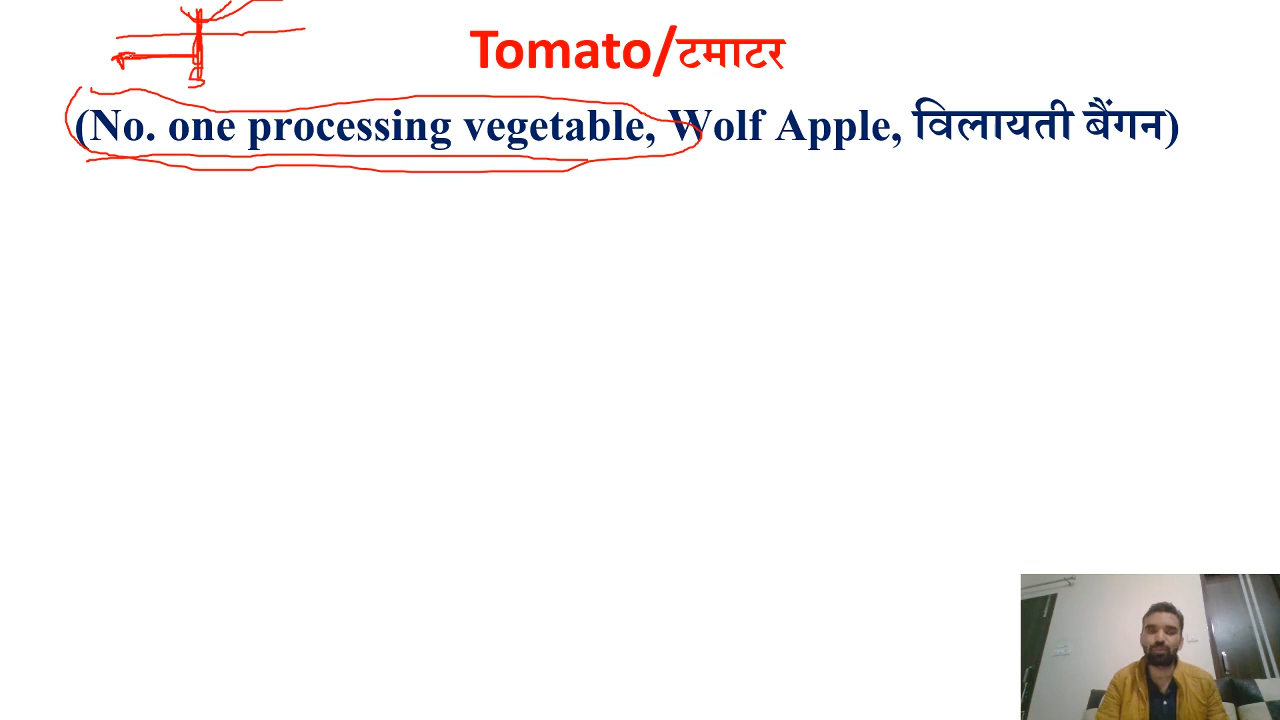 Tomato/टमाटर
(No. one processing vegetable, Wolf Apple, विलायती बैंगन)